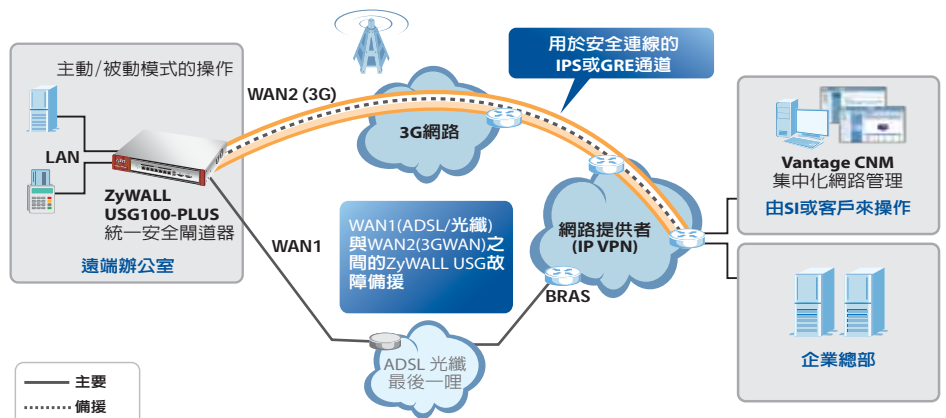 主動/被動模式的操作
LAN
ZyWALL
USG100-PLUS
統一安全閘道器
遠端辦公室
WAN2 (3G)
3G網路
用於安全連線的
IPS或GRE通道
WAN1
WAN1(ADSL/光纖)
與WAN2(3GWAN)之
間的ZyWALL USG故
障備援
網路提供者
(IP VPN)
BRAS
ADSL 光纖
最後一哩
Vantage CNM
集中化網路管理
由SI或客戶來操作
企業總部
主要
備援